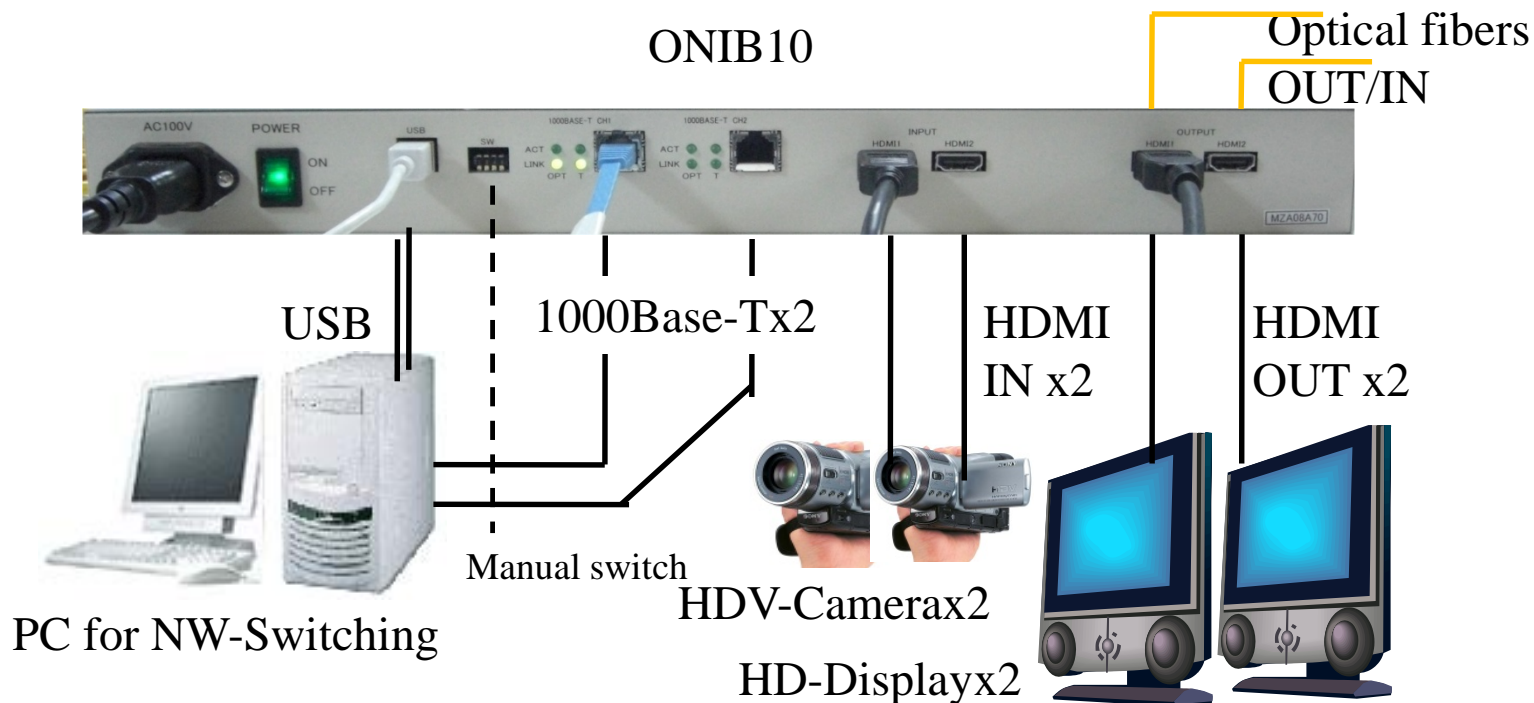 ONIB10
Optical fibers
OUT/IN
AC100V
POWER
ON
OFF
USB
SW
1000BASE-T CH1
ACT
LINK
OPT T
1000BASE-T CH2
ACT
LINK
OPT T
INPUT
HDMI1
HDMI2
OUTPUT
HDMI1
HDMI2
MZA08A70
USB
1000Base-Tx2
HDMI
IN x2
HDMI
OUT x2
Manual switch
PC for NW-Switching
SONY
SONY
HDV-Camerax2
HD-Displayx2